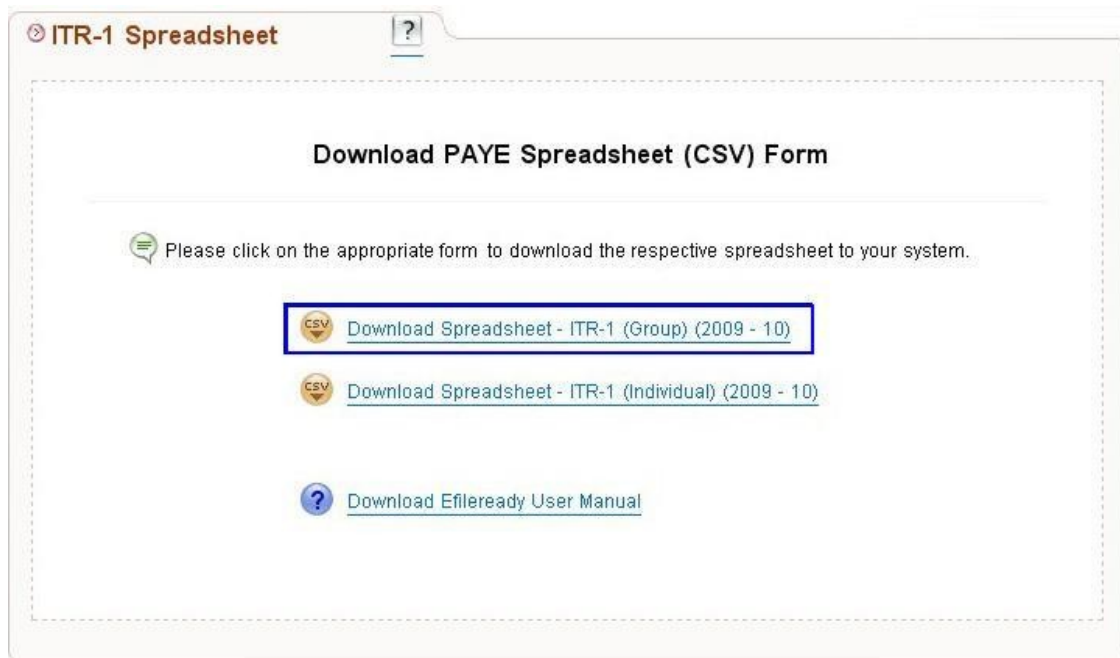 ITR-1 Spreadsheet ?
Download PAYE Spreadsheet (CSV) Form
Please click on the appropriate form to download the respective spreadsheet to your system.
CSV Download Spreadsheet - ITR-1 (Group) (2009 - 10)
CSV Download Spreadsheet - ITR-1 (Individual) (2009 - 10)
? Download Efileready User Manual